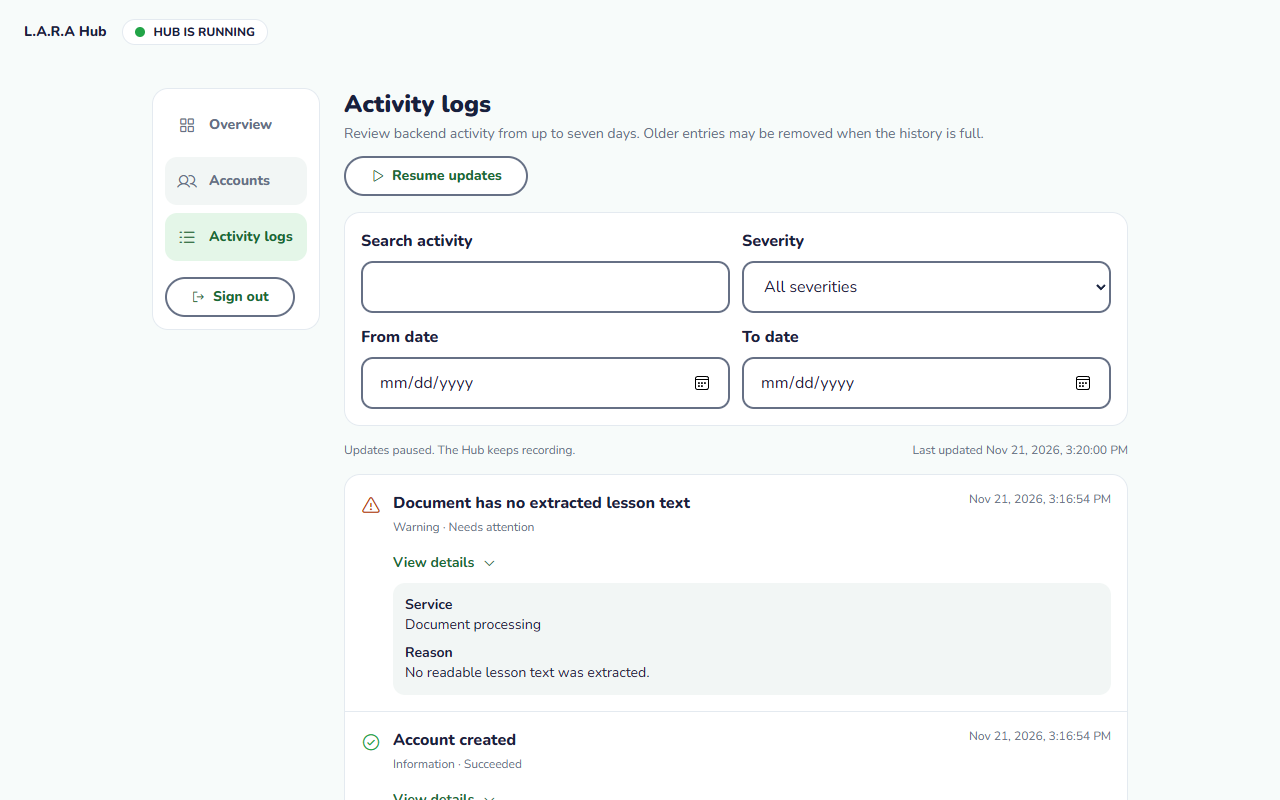 L.A.R.A Hub
HUB IS RUNNING
Overview
Accounts
Activity logs
Sign out
Activity logs
Review backend activity from up to seven days. Older entries may be removed when the history is full.
Resume updates
Search activity
Severity
All severities
From date
To date
mm/dd/yyyy
mm/dd/yyyy
Updates paused. The Hub keeps recording.
Last updated Nov 21, 2026, 3:20:00 PM
Document has no extracted lesson text
Nov 21, 2026, 3:16:54 PM
Warning · Needs attention
View details
Service
Document processing
Reason
No readable lesson text was extracted.
Account created
Nov 21, 2026, 3:16:54 PM
Information · Succeeded
View details